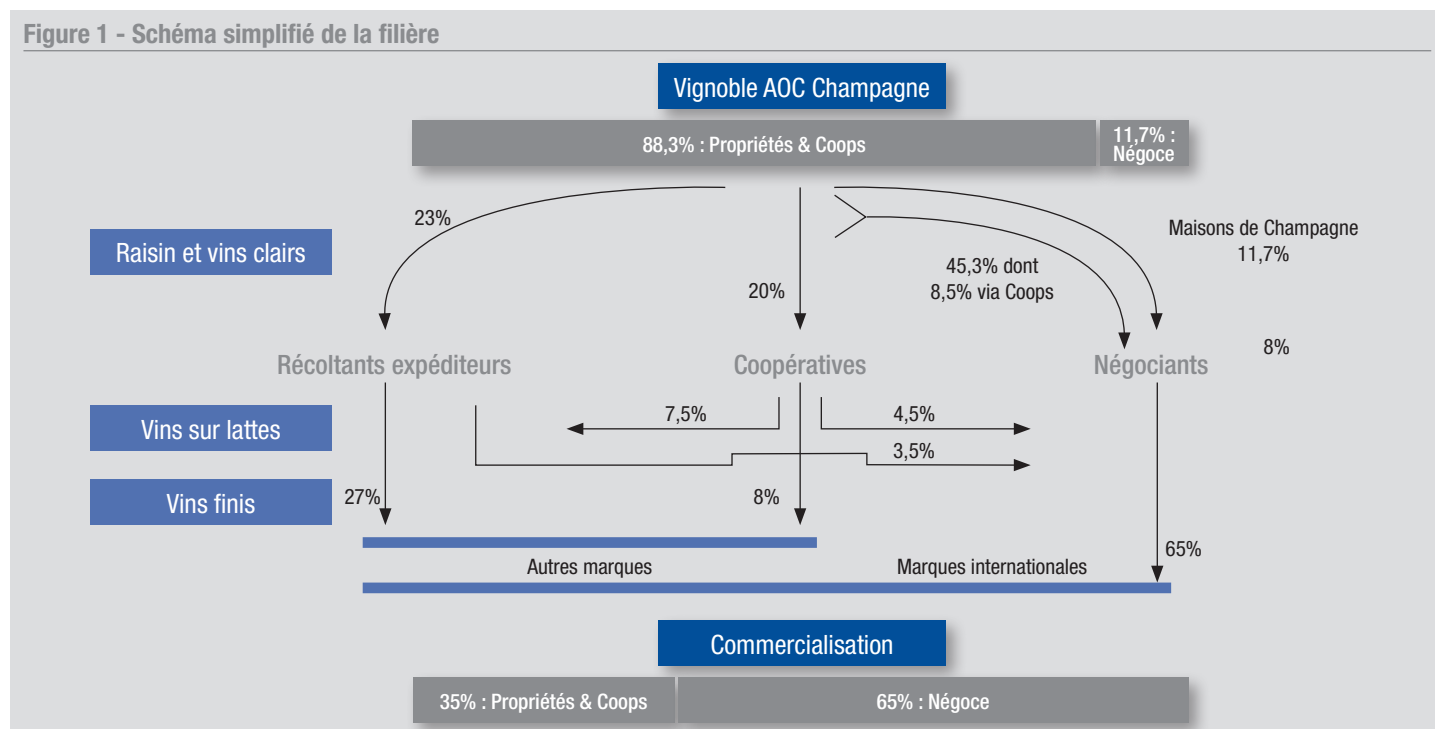 Figure 1 - Schéma simplifié de la filière
Vignoble AOC Champagne
88,3% : Propriétés & Coops
11,7% :
Négoce
23%
Maisons de Champagne
11,7%
Raisin et vins clairs
45,3% dont
8,5% via Coops
20%
8%
Récoltants expéditeurs
Coopératives
Négociants
7,5%
4,5%
Vins sur lattes
3,5%
Vins finis
27%
8%
65%
Autres marques
Marques internationales
Commercialisation
35% : Propriétés & Coops
65% : Négoce